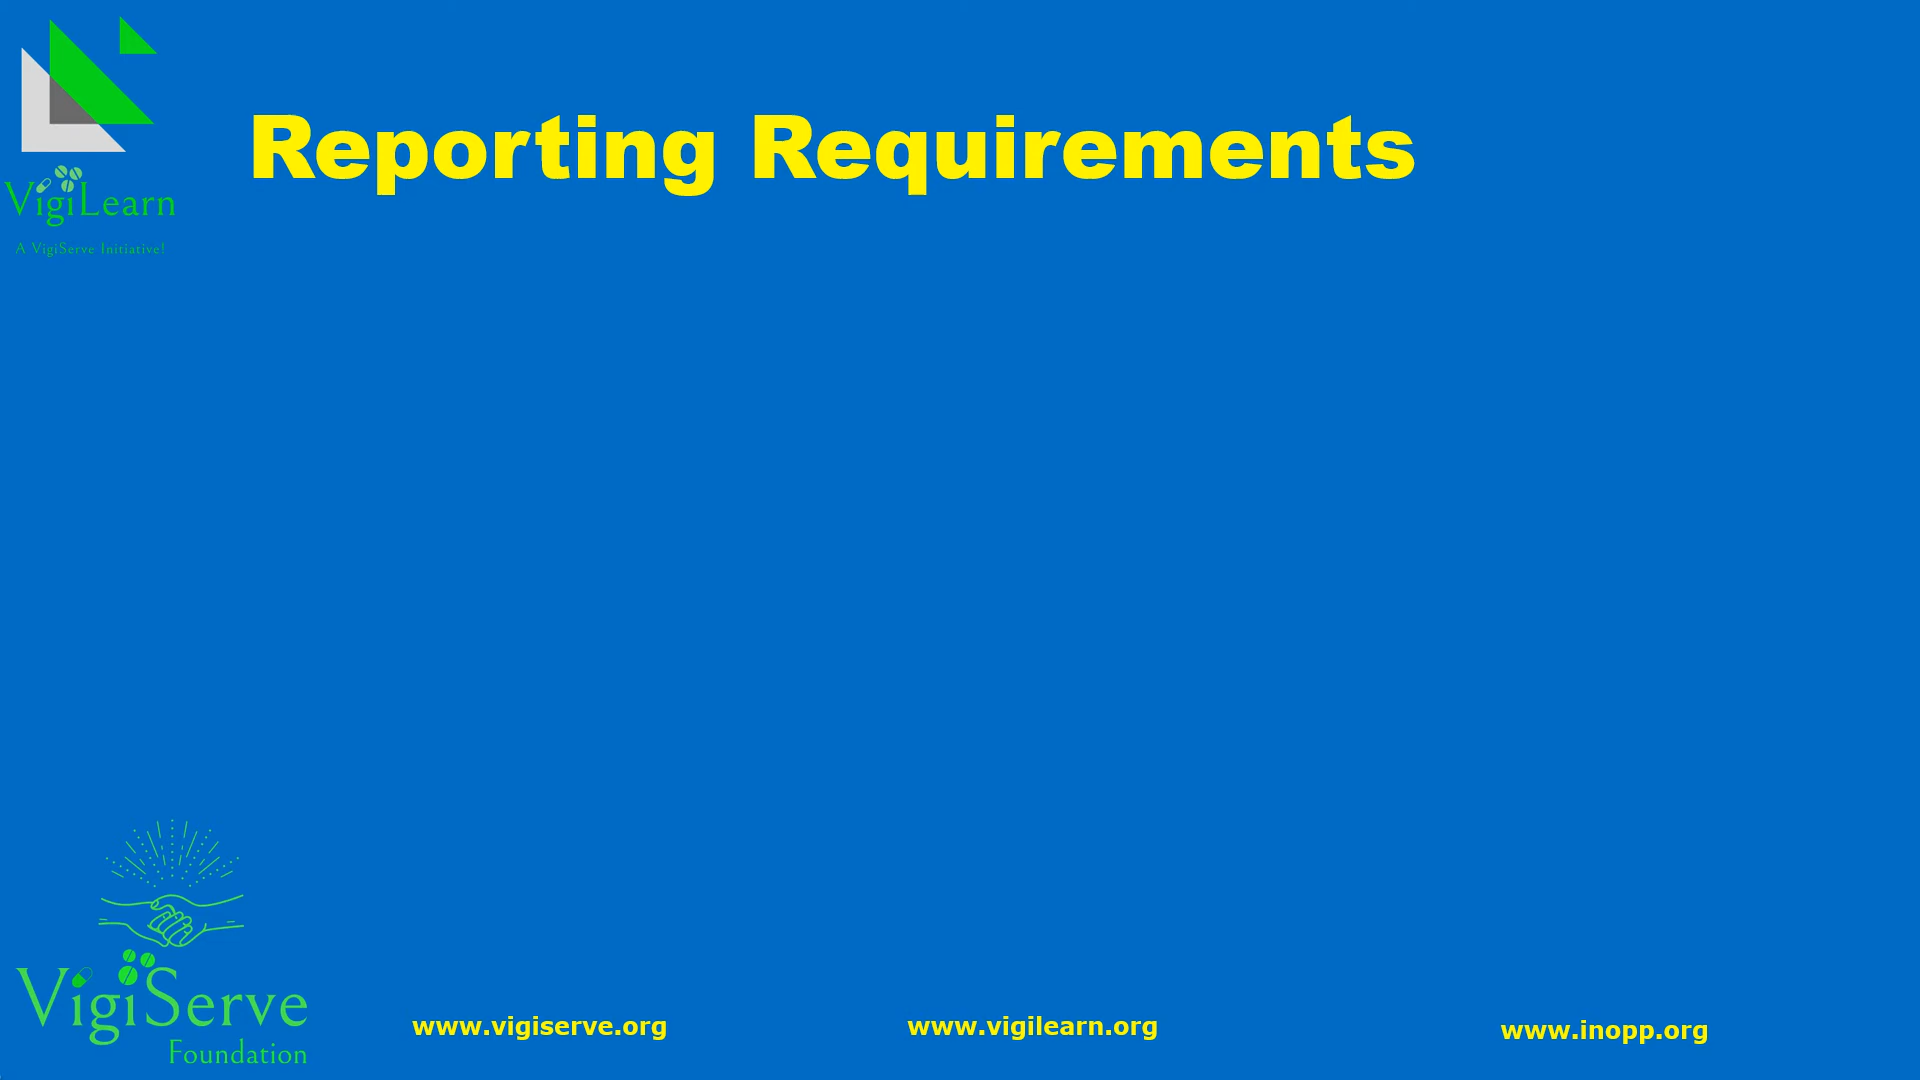 Reporting Requirements
VigiLearn
A VigiServe Initiative!
VigiServe
Foundation
www.vigiserve.org
www.vigilearn.org
www.inopp.org